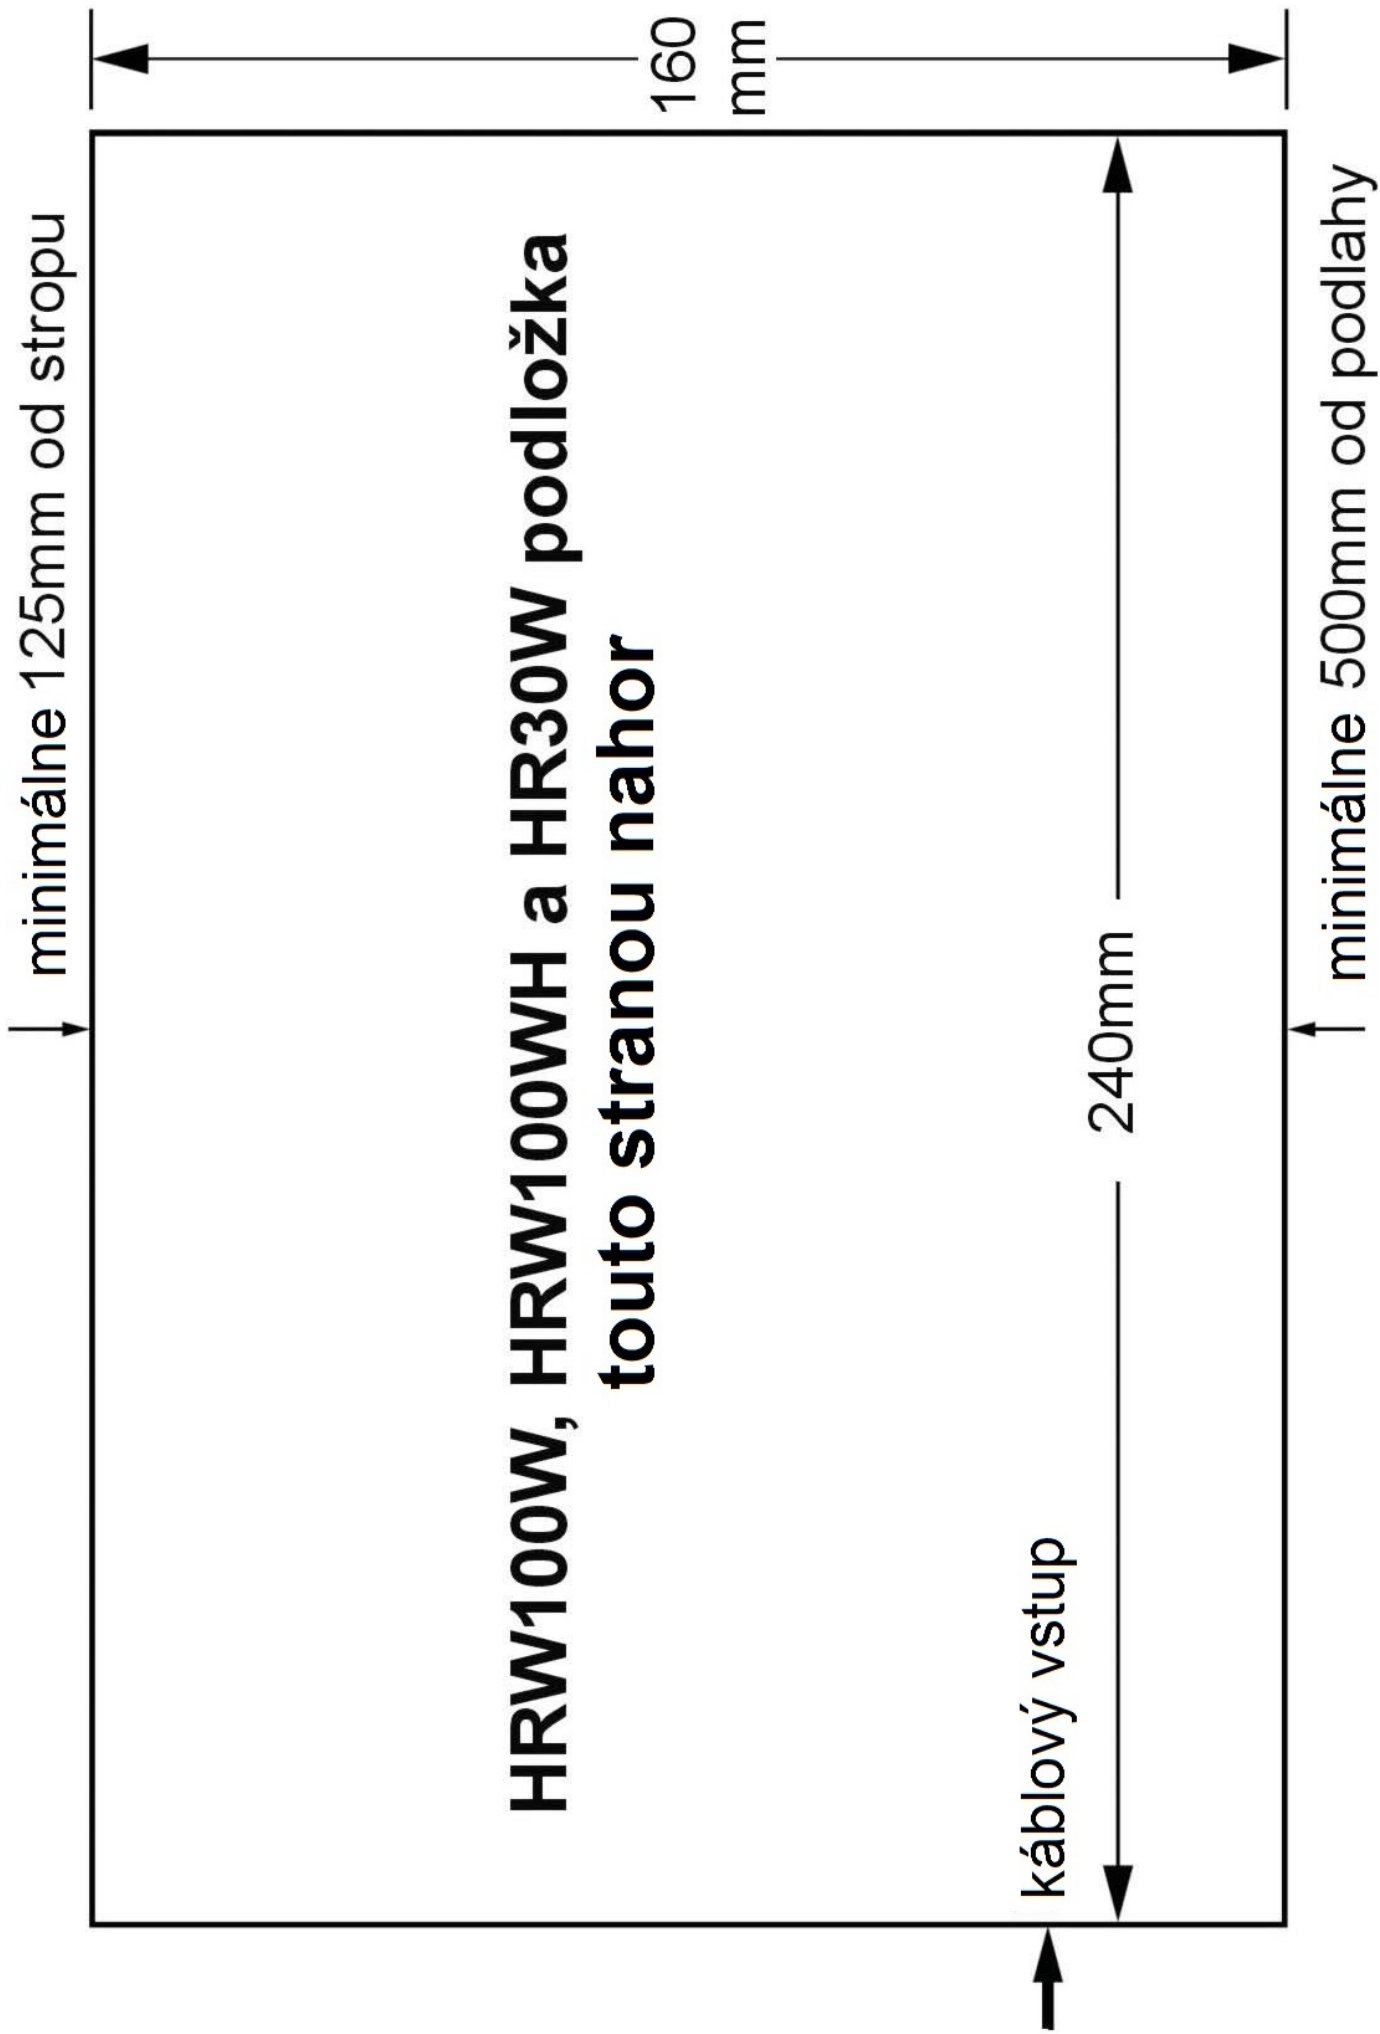 minimálne 125mm od stropu
160
mm
HRW100W, HRW100WH a HR30W podložka
touto stranou nahor
káblový vstup
240mm
minimálne 500mm od podlahy